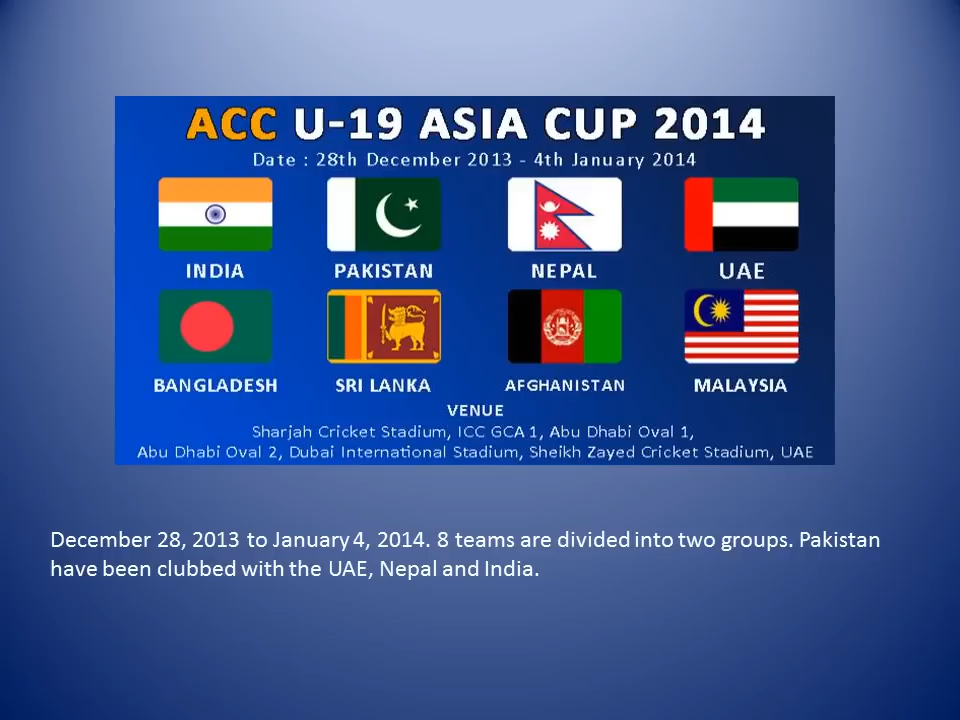 ACC U-19 ASIA CUP 2014
Date : 28th December 2013 - 4th January 2014
INDIA PAKISTAN NEPAL UAE
BANGLADESH SRI LANKA AFGHANISTAN MALAYSIA
VENUE
Sharjah Cricket Stadium, ICC GCA 1, Abu Dhabi Oval 1,
Abu Dhabi Oval 2, Dubai International Stadium, Sheikh Zayed Cricket Stadium, UAE
December 28, 2013 to January 4, 2014. 8 teams are divided into two groups. Pakistan
have been clubbed with the UAE, Nepal and India.